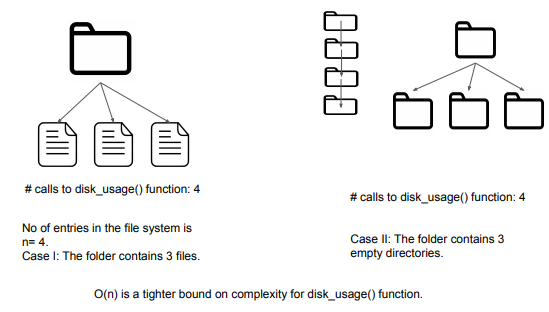 # calls to disk_usage() function: 4
No of entries in the file system is
n= 4.
Case I: The folder contains 3 files.
# calls to disk_usage() function: 4
Case II: The folder contains 3
empty directories.
O(n) is a tighter bound on complexity for disk_usage() function.